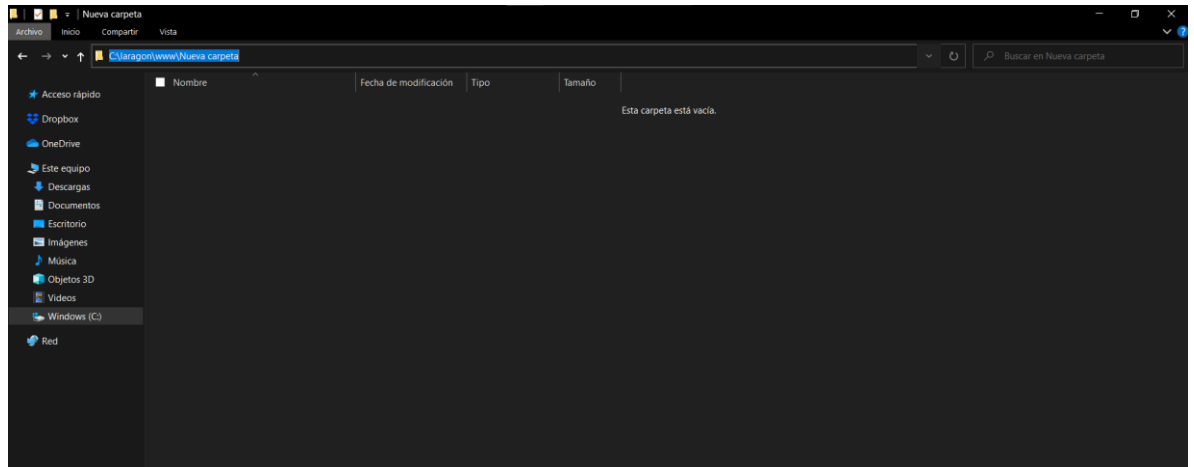 Nueva carpeta
Archivo Inicio Compartir Vista
C:\laragon\www\Nueva carpeta Buscar en Nueva carpeta
Nombre Fecha de modificación Tipo Tamaño
Esta carpeta está vacía.
Acceso rápido
Dropbox
OneDrive
Este equipo
Descargas
Documentos
Escritorio
Imágenes
Música
Objetos 3D
Videos
Windows (C:)
Red